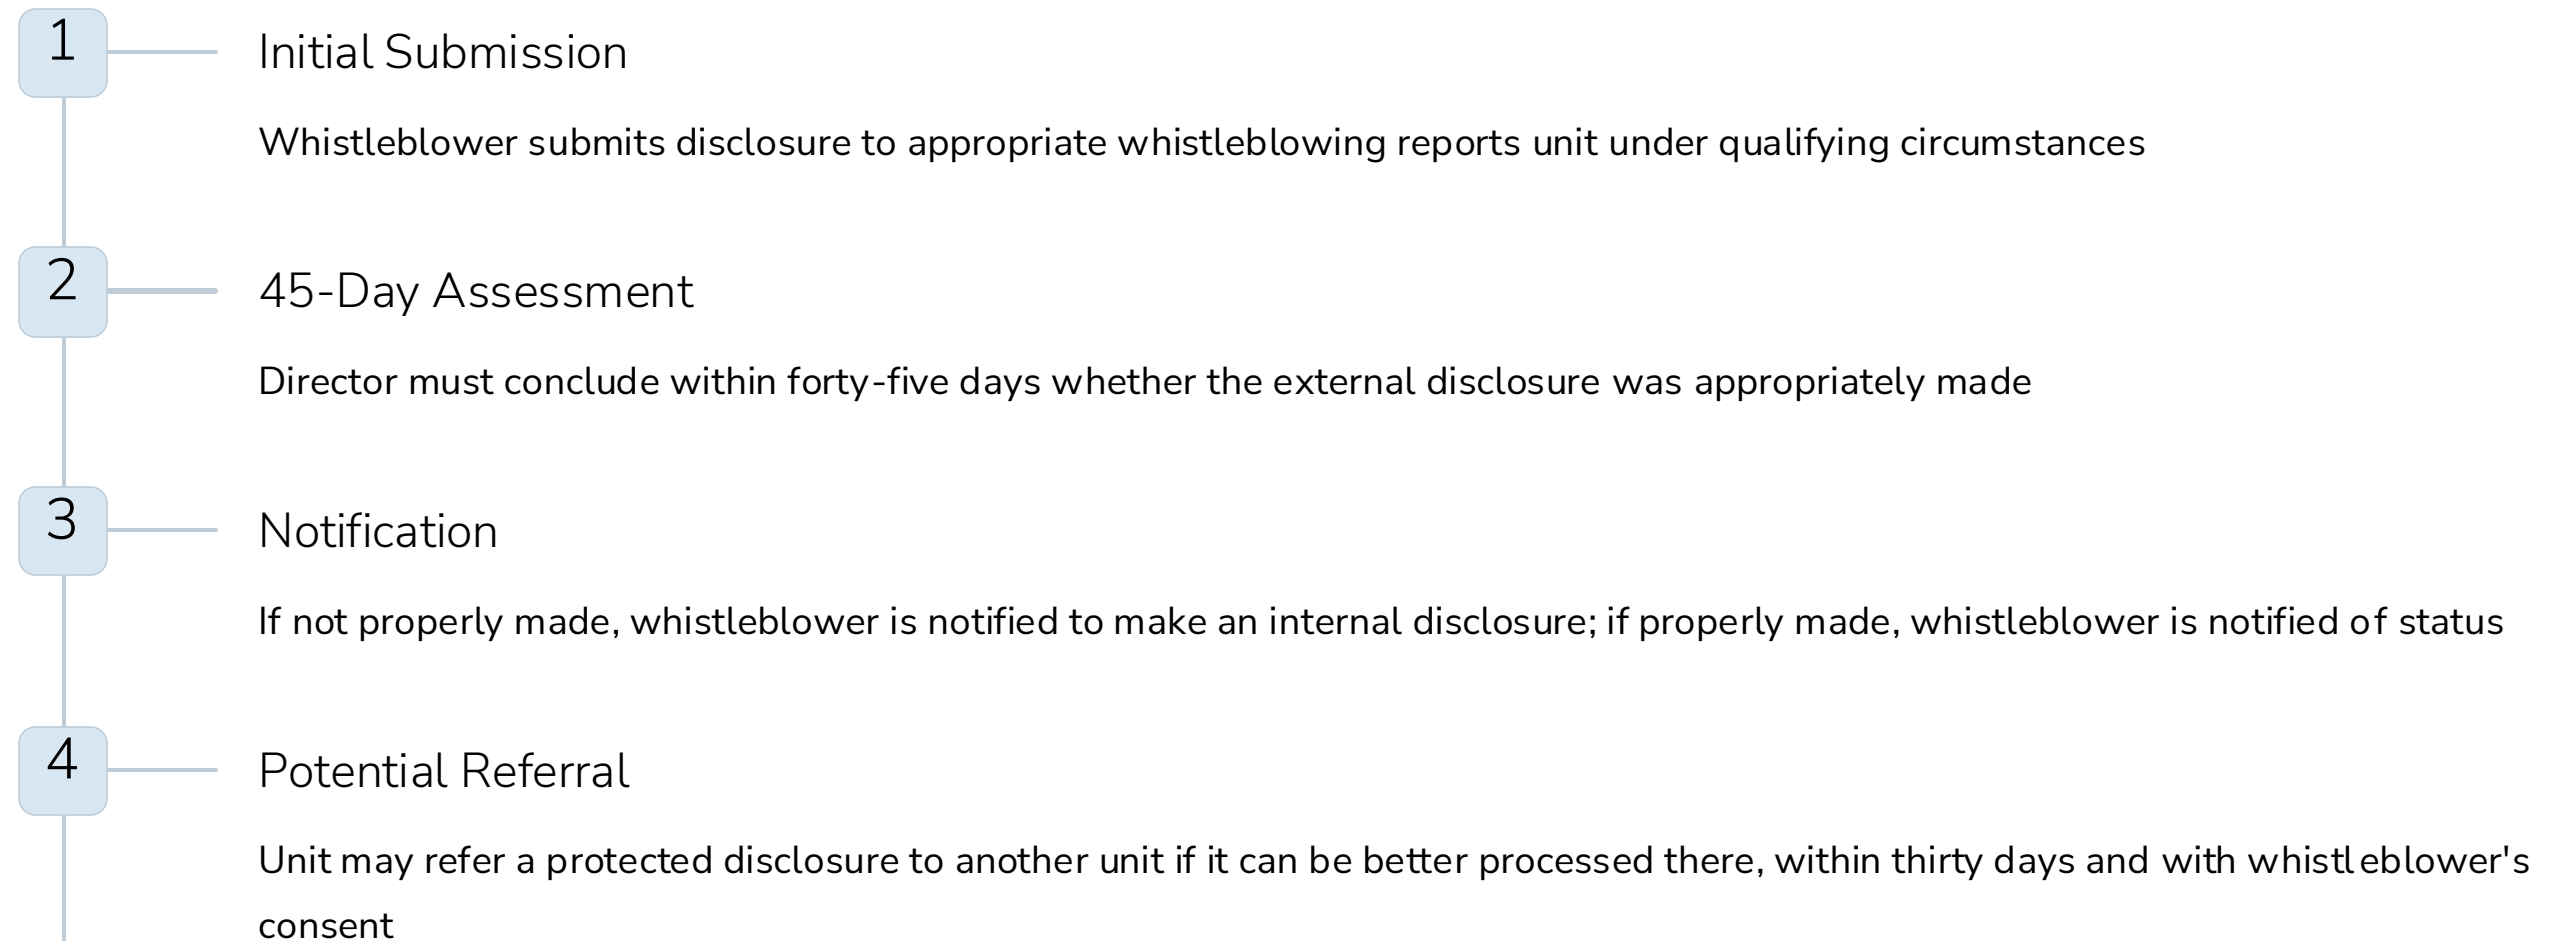 1
Initial Submission
Whistleblower submits disclosure to appropriate whistleblowing reports unit under qualifying circumstances
2
45-Day Assessment
Director must conclude within forty-five days whether the external disclosure was appropriately made
3
Notification
If not properly made, whistleblower is notified to make an internal disclosure; if properly made, whistleblower is notified of status
4
Potential Referral
Unit may refer a protected disclosure to another unit if it can be better processed there, within thirty days and with whistleblower's
consent